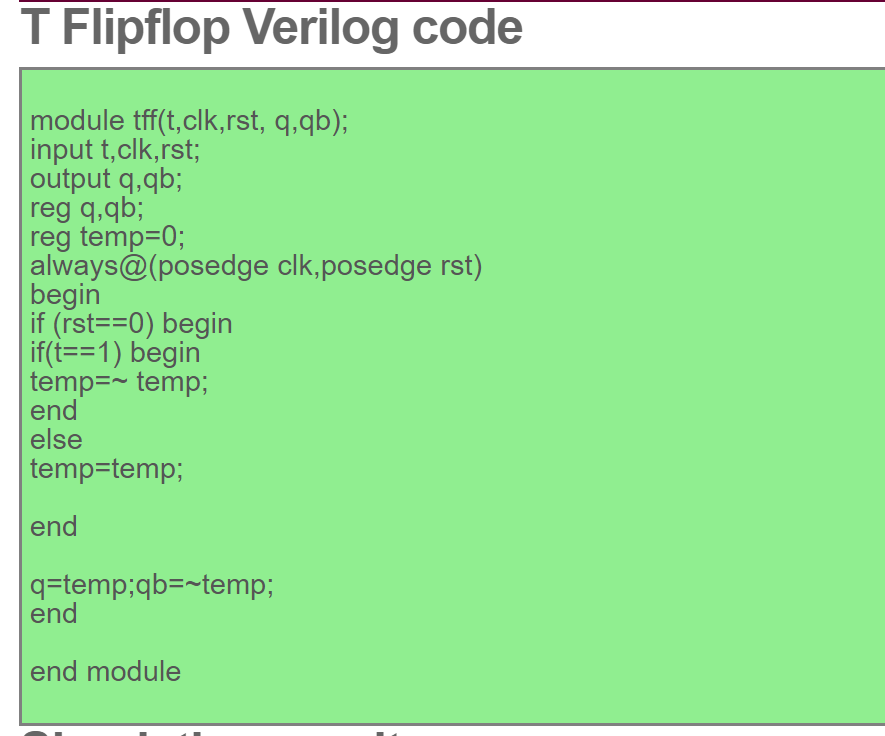 T Flipflop Verilog code
module tff(t,clk,rst, q,qb);
input t,clk,rst;
output q,qb;
reg q,qb;
reg temp=0;
always@(posedge clk,posedge rst)
begin
if (rst==0) begin
if(t==1) begin
temp=~ temp;
end
else
temp=temp;
end
q=temp;qb=~temp;
end
end module